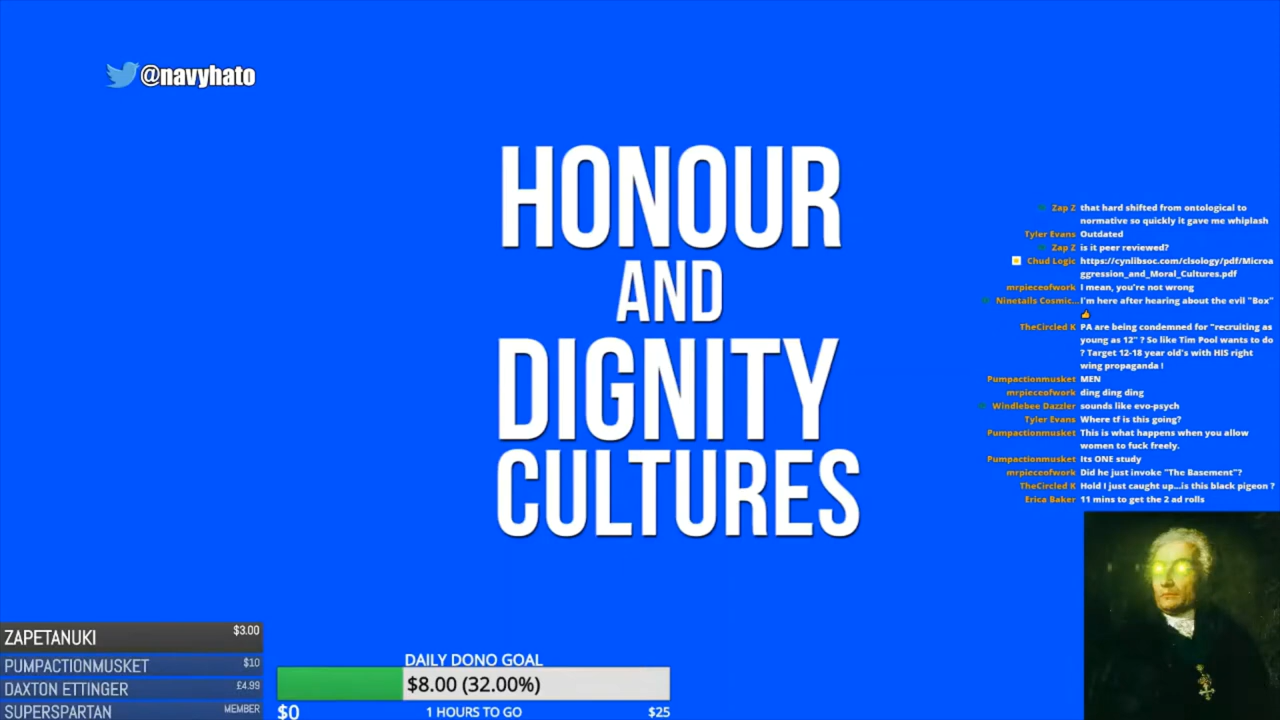 @navyhato
HONOUR
AND
DIGNITY
CULTURES
Zap Z that hard shifted from ontological to
normative so quickly it gave me whiplash
Tyler Evans Outdated
Zap Z is it peer reviewed?
Chud Logic https://cynlibsoc.com/clsology/pdf/Microa
ggression_and_Moral_Cultures.pdf
mrpieceofwork I mean, you're not wrong
Ninetails Cosmic... I'm here after hearing about the evil "Box"
TheCircled K PA are being condemned for "recruiting as
young as 12" ? So like Tim Pool wants to do
? Target 12-18 year old's with HIS right
wing propaganda !
Pumpactionmusket MEN
mrpieceofwork ding ding ding
Windlebee Dazzler sounds like evo-psych
Tyler Evans Where tf is this going?
Pumpactionmusket This is what happens when you allow
women to fuck freely.
Pumpactionmusket Its ONE study
mrpieceofwork Did he just invoke "The Basement"?
TheCircled K Hold I just caught up...is this black pigeon ?
Erica Baker 11 mins to get the 2 ad rolls
ZAPETANUKI $3.00
PUMPACTIONMUSKET $10
DAXTON ETTINGER £4.99
SUPERSPARTAN MEMBER
DAILY DONO GOAL
$8.00 (32.00%)
$0 1 HOURS TO GO $25